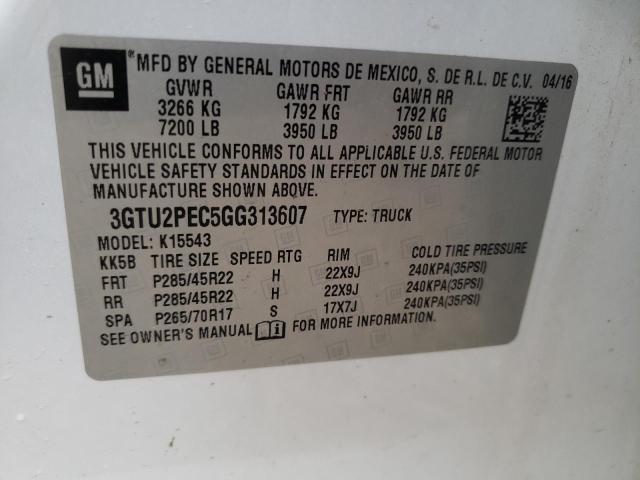 GM
MFD BY GENERAL MOTORS DE MEXICO, S. DE R.L. DE C.V. 04/16
GVWR GAWR FRT GAWR RR
3266 KG 1792 KG 1792 KG
7200 LB 3950 LB 3950 LB
THIS VEHICLE CONFORMS TO ALL APPLICABLE U.S. FEDERAL MOTOR
VEHICLE SAFETY STANDARDS IN EFFECT ON THE DATE OF
MANUFACTURE SHOWN ABOVE.
3GTU2PEC5GG313607 TYPE: TRUCK
MODEL: K15543
KK5B TIRE SIZE SPEED RTG RIM COLD TIRE PRESSURE
FRT P285/45R22 H 22X9J 240KPA(35PSI)
RR P285/45R22 H 22X9J 240KPA(35PSI)
SPA P265/70R17 S 17X7J 240KPA(35PSI)
SEE OWNER'S MANUAL FOR MORE INFORMATION.